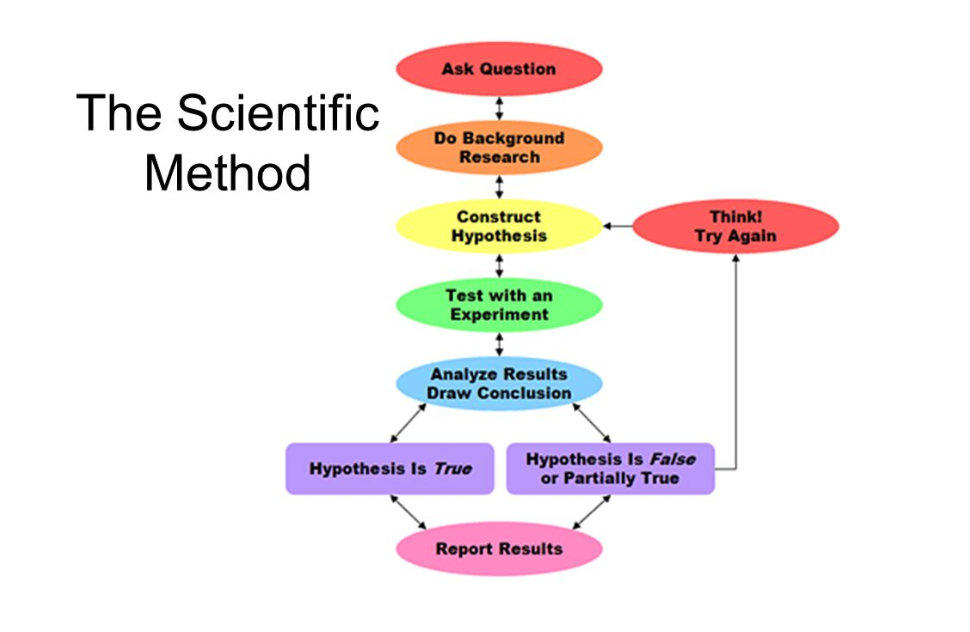 The Scientific
Method
Ask Question
Do Background
Research
Construct
Hypothesis
Think!
Try Again
Test with an
Experiment
Analyze Results
Draw Conclusion
Hypothesis Is True
Hypothesis Is False
or Partially True
Report Results